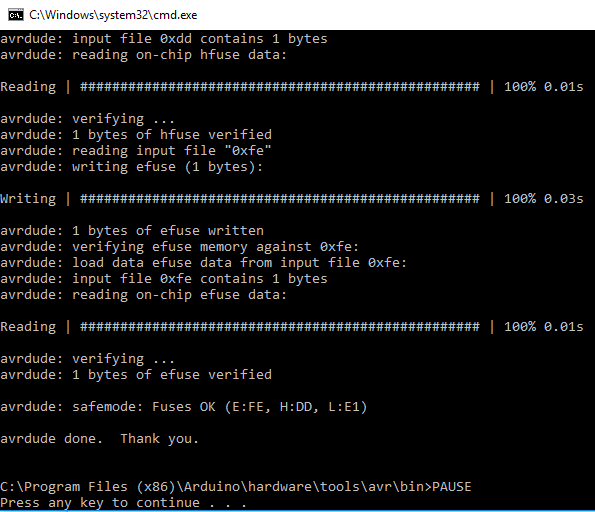 C:\Windows\system32\cmd.exe
avrdude: input file 0xdd contains 1 bytes
avrdude: reading on-chip hfuse data:
Reading | ################################################## | 100% 0.01s
avrdude: verifying ...
avrdude: 1 bytes of hfuse verified
avrdude: reading input file "0xfe"
avrdude: writing efuse (1 bytes):
Writing | ################################################## | 100% 0.03s
avrdude: 1 bytes of efuse written
avrdude: verifying efuse memory against 0xfe:
avrdude: load data efuse data from input file 0xfe:
avrdude: input file 0xfe contains 1 bytes
avrdude: reading on-chip efuse data:
Reading | ################################################## | 100% 0.01s
avrdude: verifying ...
avrdude: 1 bytes of efuse verified
avrdude: safemode: Fuses OK (E:FE, H:DD, L:E1)
avrdude done.  Thank you.
C:\Program Files (x86)\Arduino\hardware\tools\avr\bin>PAUSE
Press any key to continue . . .